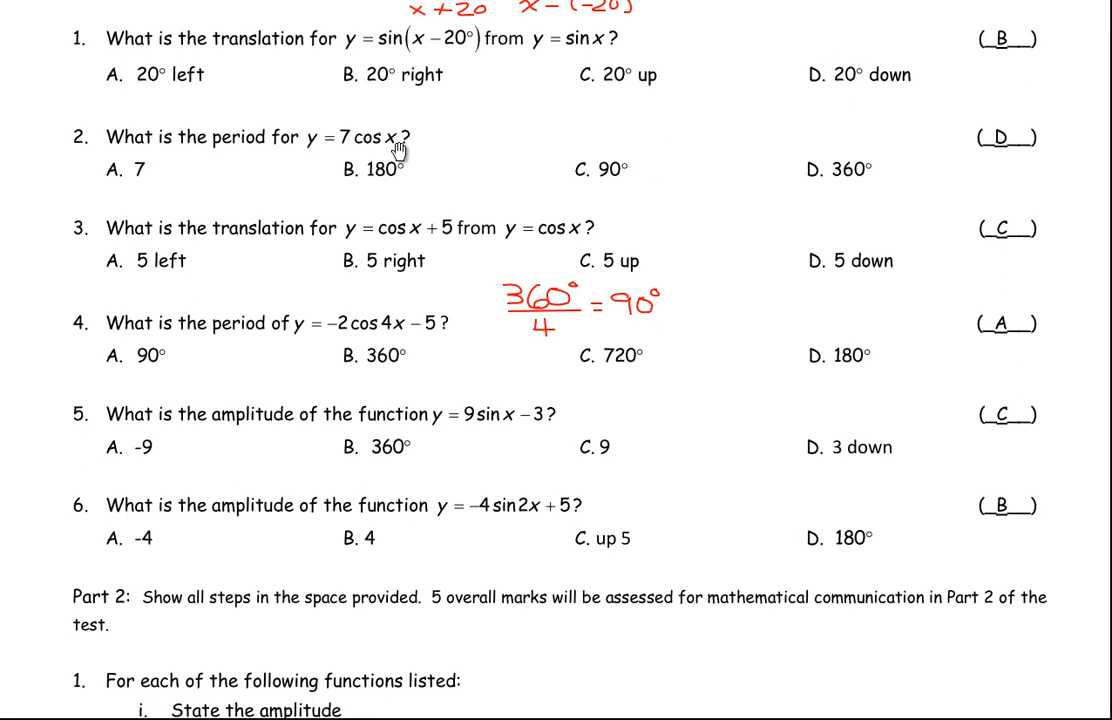 x +20 x - (-20)
1. What is the translation for y = sin(x - 20°) from y = sin x? (_B__)
A. 20° left B. 20° right C. 20° up D. 20° down
2. What is the period for y = 7 cos x? (_D__)
A. 7 B. 180° C. 90° D. 360°
3. What is the translation for y = cos x + 5 from y = cos x? (_C__)
A. 5 left B. 5 right C. 5 up D. 5 down
360°/4 = 90°
4. What is the period of y = -2 cos 4x - 5? (_A__)
A. 90° B. 360° C. 720° D. 180°
5. What is the amplitude of the function y = 9 sin x - 3? (_C__)
A. -9 B. 360° C. 9 D. 3 down
6. What is the amplitude of the function y = -4 sin 2x + 5? (_B__)
A. -4 B. 4 C. up 5 D. 180°
Part 2: Show all steps in the space provided. 5 overall marks will be assessed for mathematical communication in Part 2 of the
test.
1. For each of the following functions listed:
i. State the amplitude